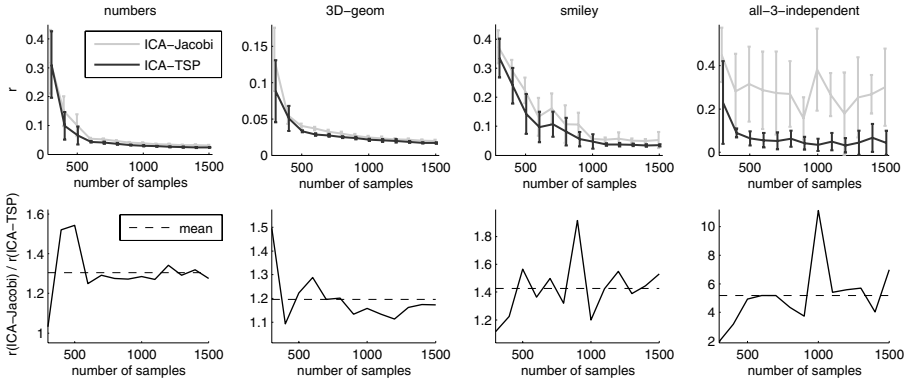 numbers
3D−geom
smiley
all−3−independent
r
0.4
0.3
0.2
0.1
0
ICA−Jacobi
ICA−TSP
500 1000 1500
number of samples
0.15
0.1
0.05
0
500 1000 1500
number of samples
0.4
0.3
0.2
0.1
0
500 1000 1500
number of samples
0.4
0.2
0
500 1000 1500
number of samples
r(ICA−Jacobi) / r(ICA−TSP)
1.6
1.4
1.2
1
mean
500 1000 1500
number of samples
1.5
1.4
1.3
1.2
1.1
500 1000 1500
number of samples
1.8
1.6
1.4
1.2
500 1000 1500
number of samples
10
8
6
4
2
500 1000 1500
number of samples